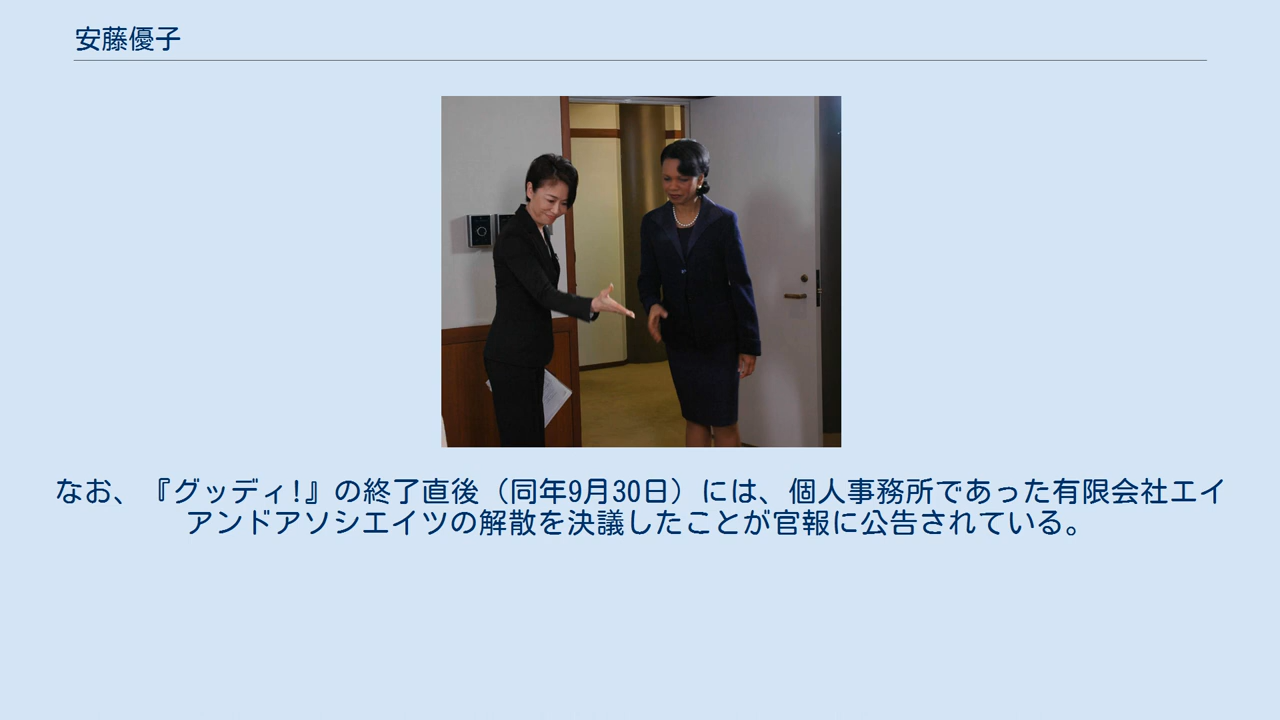 安藤優子
なお、『グッディ!』の終了直後（同年9月30日）には、個人事務所であった有限会社エイ
アンドアソシエイツの解散を決議したことが官報に公告されている。